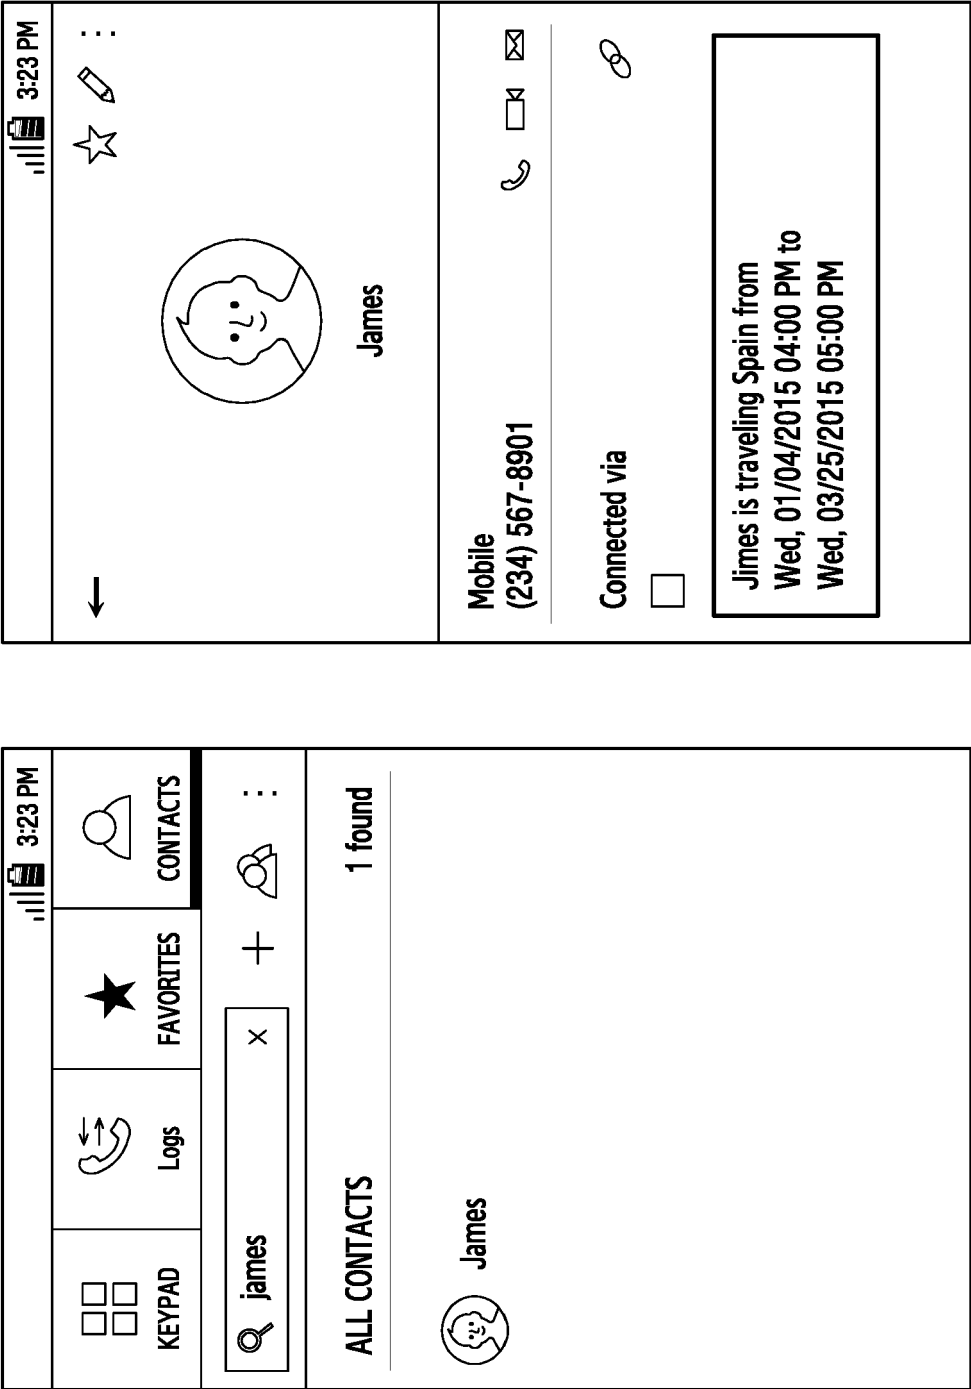 3:23 PM
KEYPAD
Logs
FAVORITES
CONTACTS
james X
ALL CONTACTS 1 found
James
3:23 PM
James
Mobile
(234) 567-8901
Connected via
Jimes is traveling Spain from
Wed, 01/04/2015 04:00 PM to
Wed, 03/25/2015 05:00 PM